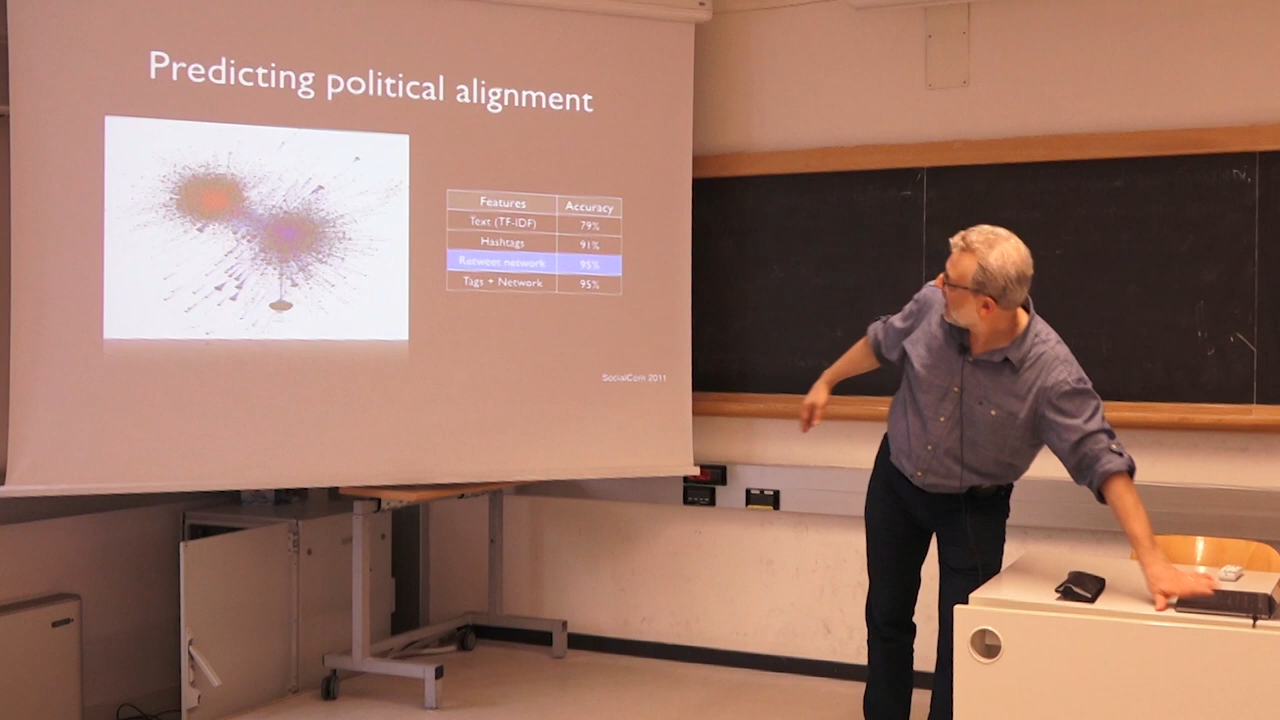 Predicting political alignment
Features Accuracy
Text (TF-IDF) 79%
Hashtags 91%
Retweet network 95%
Tags + Network 95%
SocialCom 2011